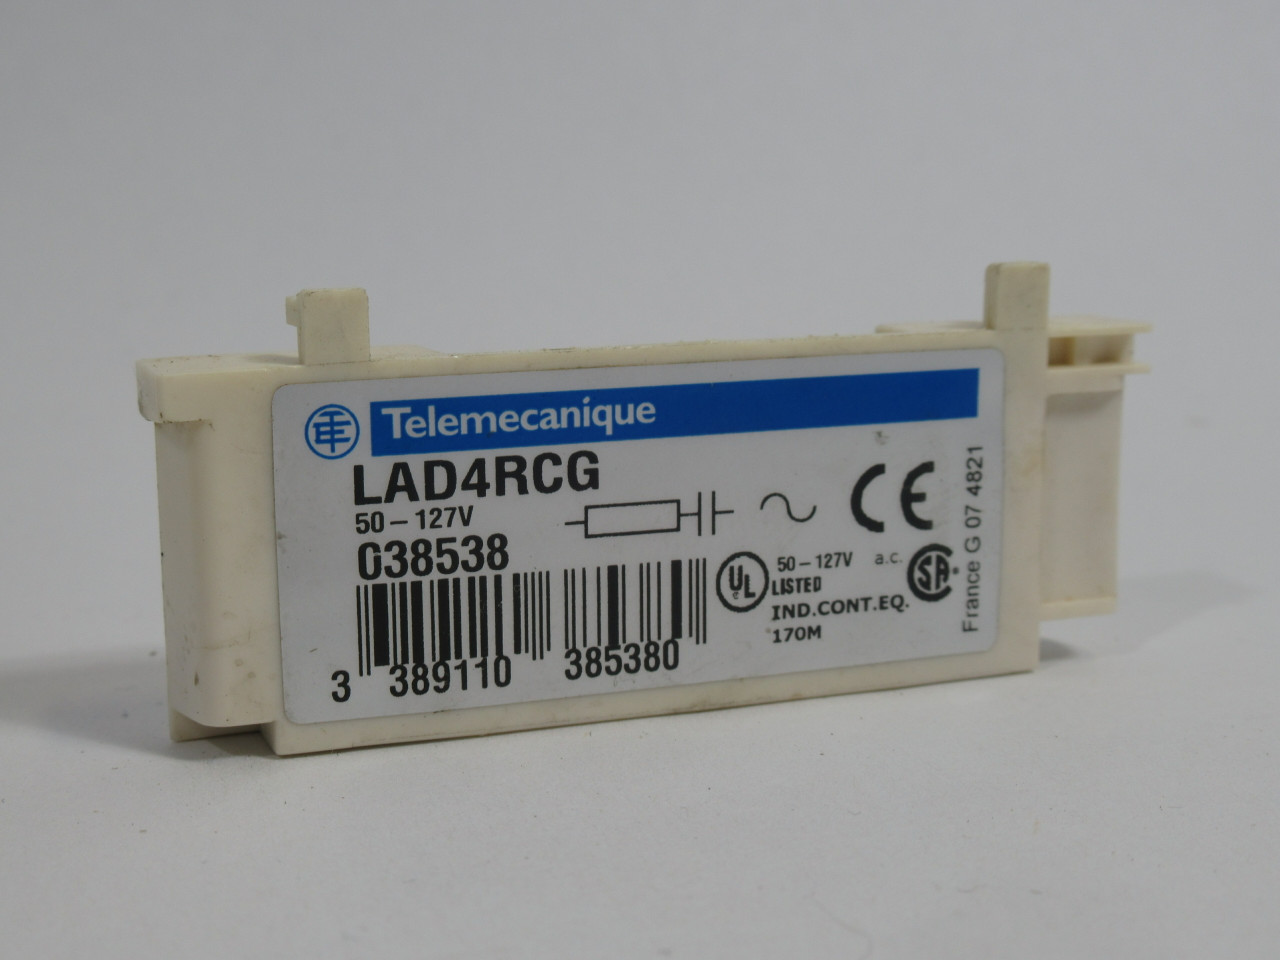 Telemecanique
LAD4RCG
50-127V
038538
3 389110 385380
UL
LISTED
50-127V a.c.
IND.CONT.EQ.
170M
CE
SA
France G 07 4821